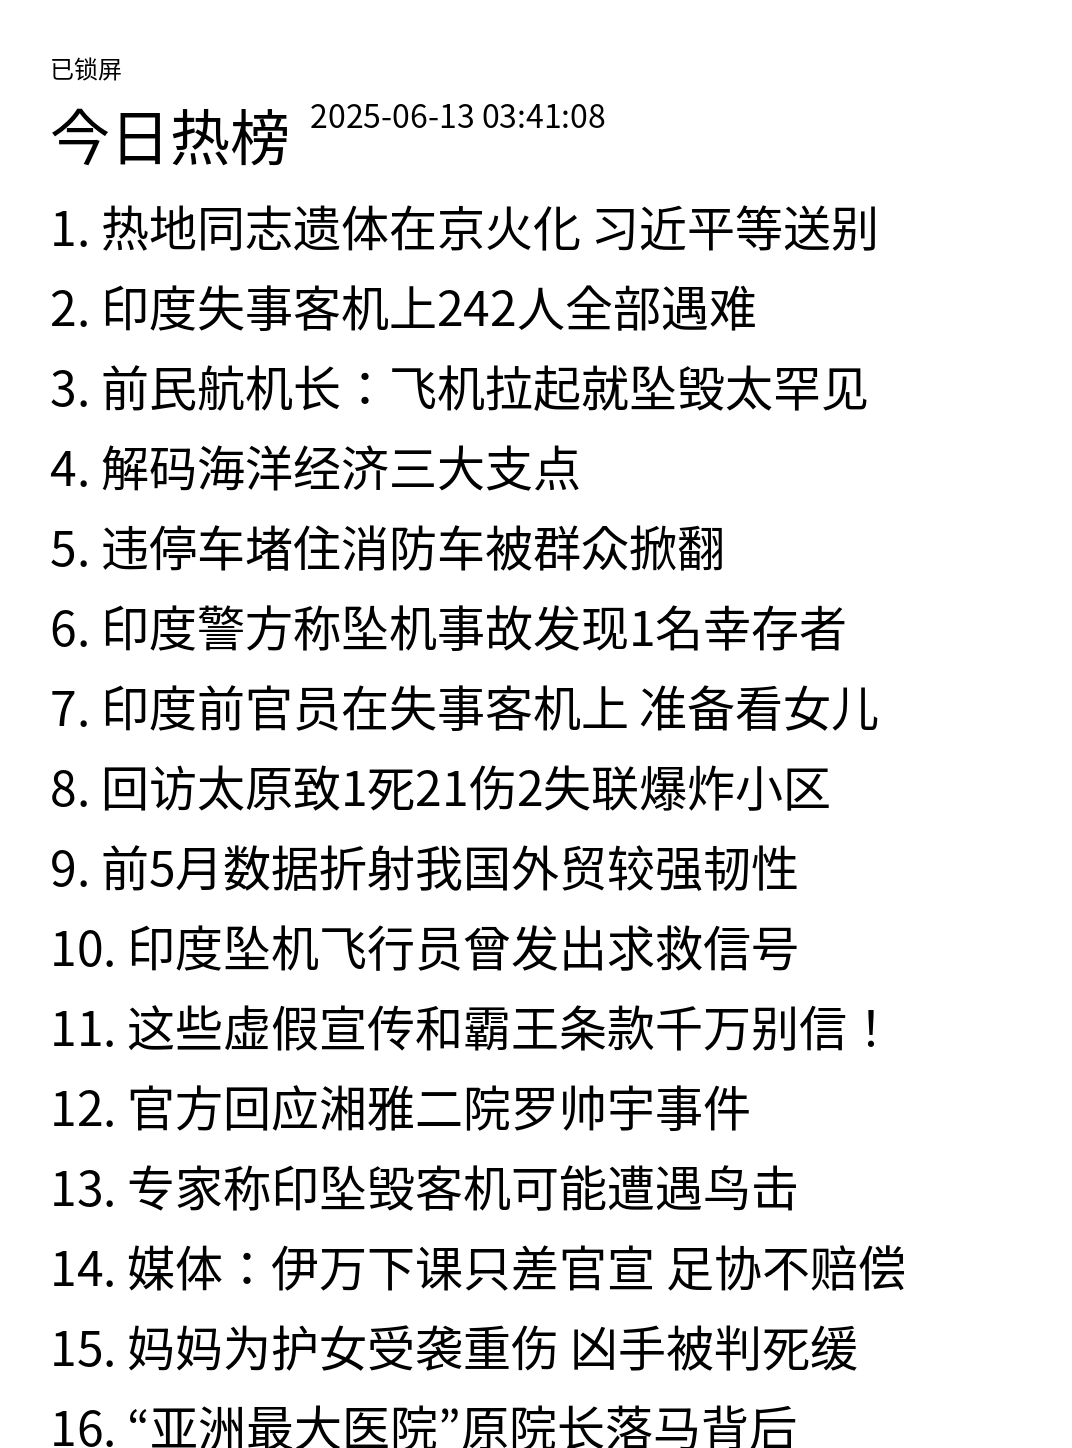 已锁屏
今日热榜 2025-06-13 03:41:08
1. 热地同志遗体在京火化 习近平等送别
2. 印度失事客机上242人全部遇难
3. 前民航机长：飞机拉起就坠毁太罕见
4. 解码海洋经济三大支点
5. 违停车堵住消防车被群众掀翻
6. 印度警方称坠机事故发现1名幸存者
7. 印度前官员在失事客机上 准备看女儿
8. 回访太原致1死21伤2失联爆炸小区
9. 前5月数据折射我国外贸较强韧性
10. 印度坠机飞行员曾发出求救信号
11. 这些虚假宣传和霸王条款千万别信！
12. 官方回应湘雅二院罗帅宇事件
13. 专家称印坠毁客机可能遭遇鸟击
14. 媒体：伊万下课只差官宣 足协不赔偿
15. 妈妈为护女受袭重伤 凶手被判死缓
16. “亚洲最大医院”原院长落马背后